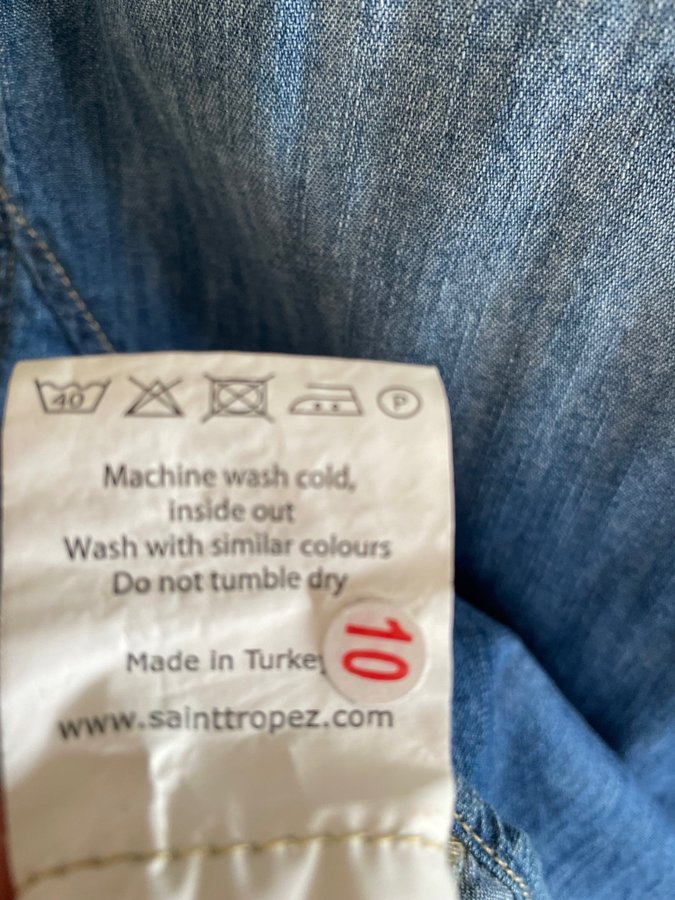 40 P
Machine wash cold,
inside out
Wash with similar colours
Do not tumble dry
Made in Turkey
10
www.sainttropez.com